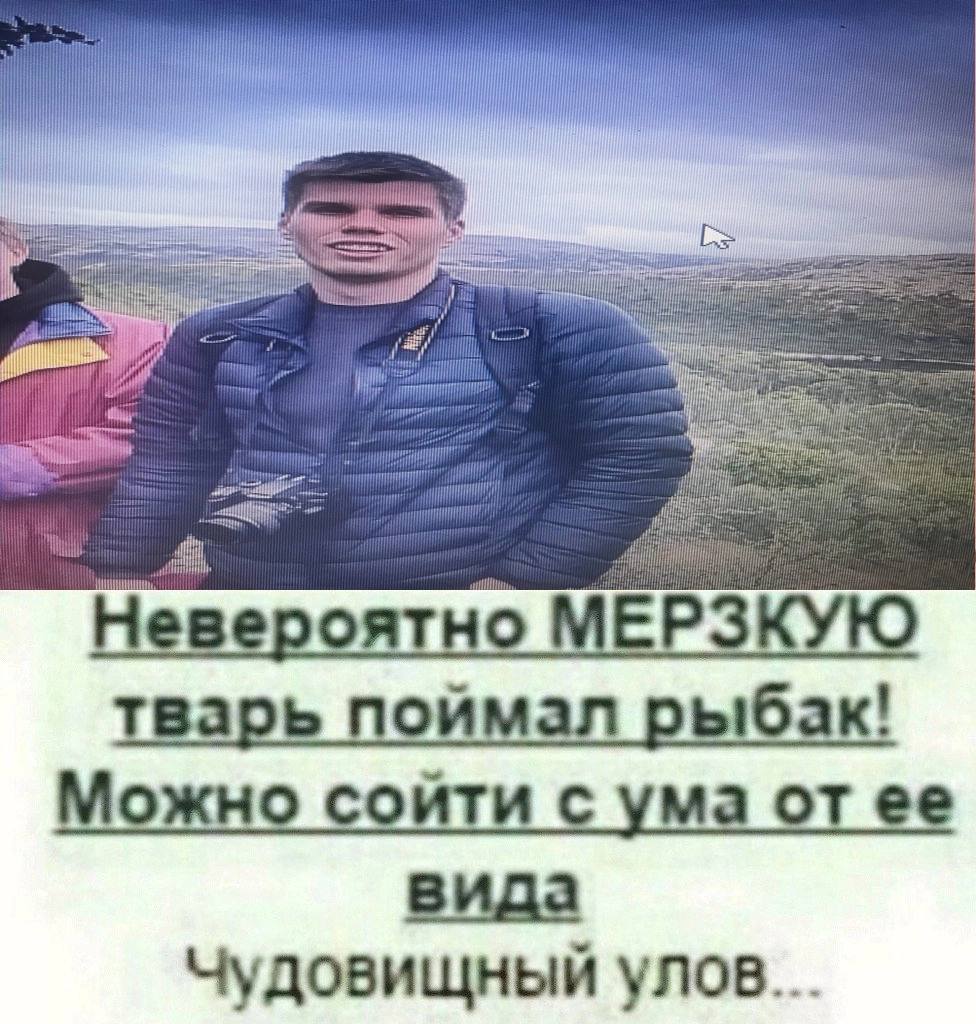 Невероятно МЕРЗКУЮ
тварь поймал рыбак!
Можно сойти с ума от ее
вида
Чудовищный улов...